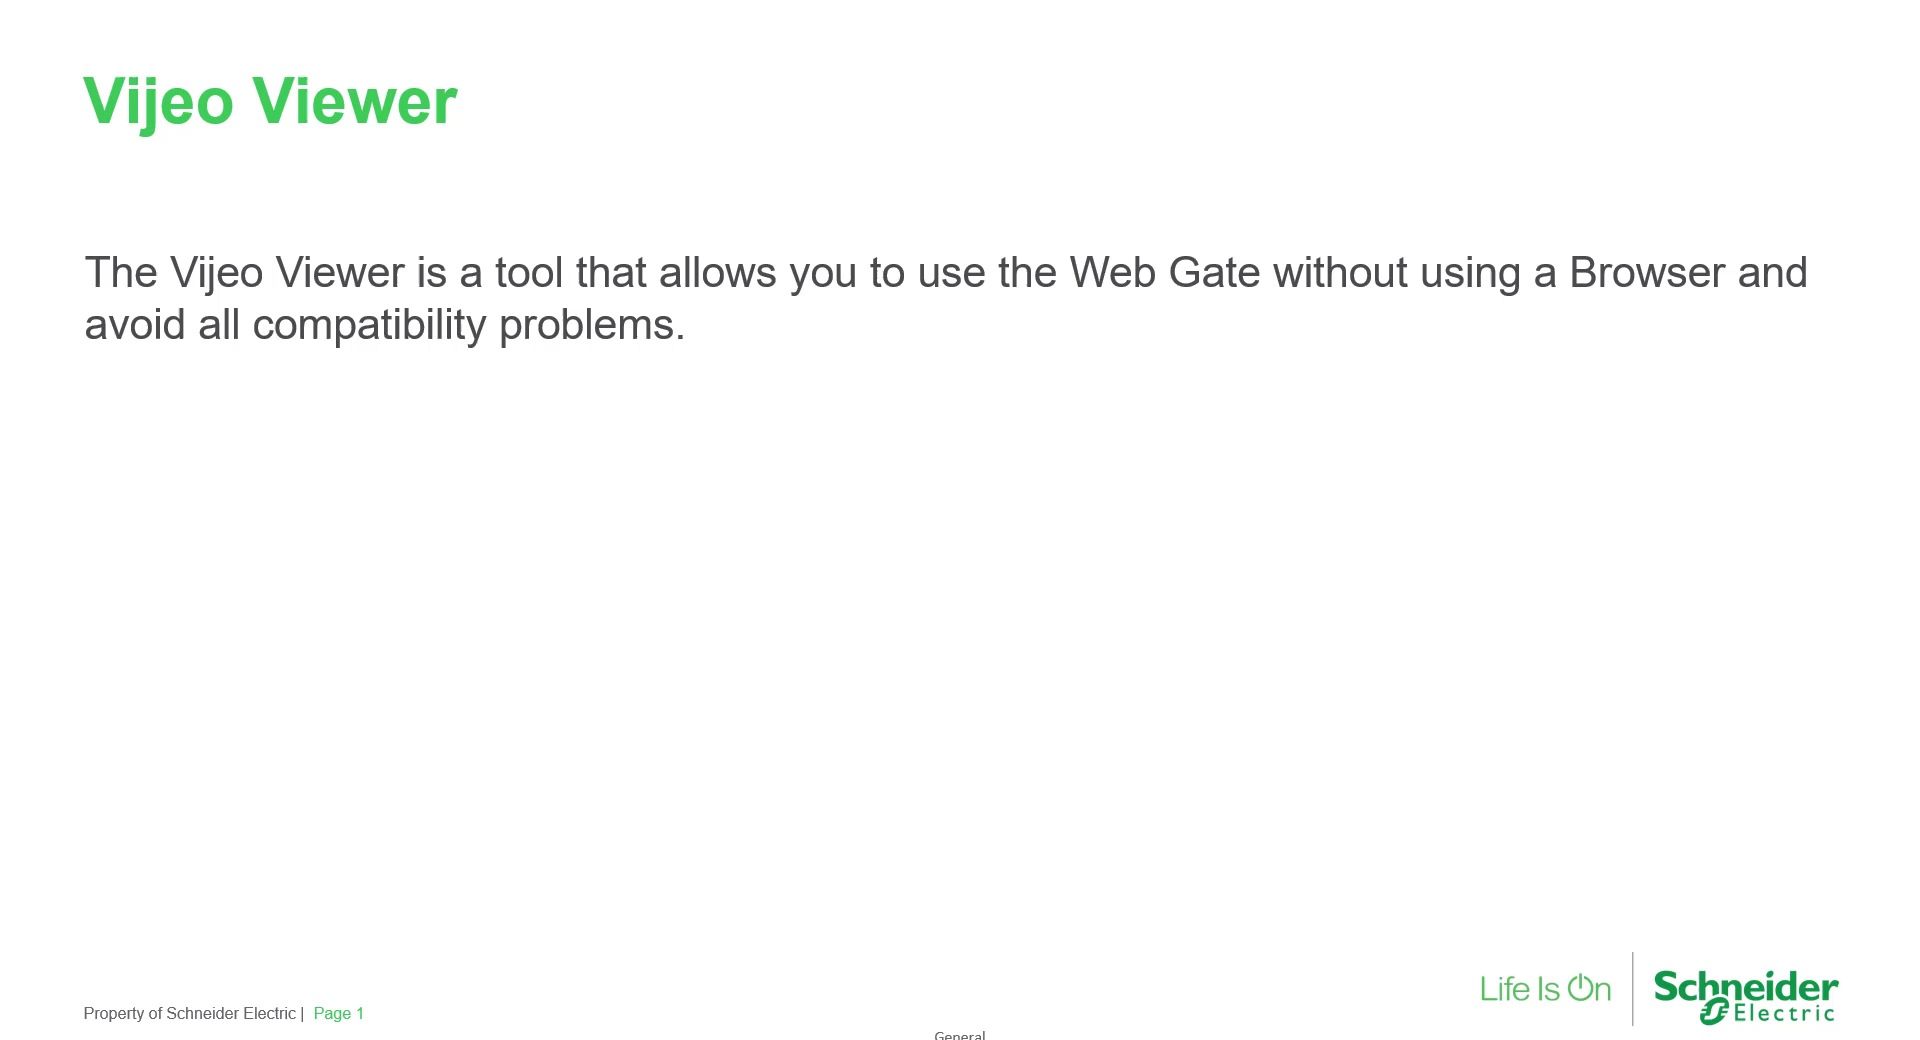 Vijeo Viewer
The Vijeo Viewer is a tool that allows you to use the Web Gate without using a Browser and
avoid all compatibility problems.
Life Is On
Schneider
Electric
Property of Schneider Electric | Page 1
General